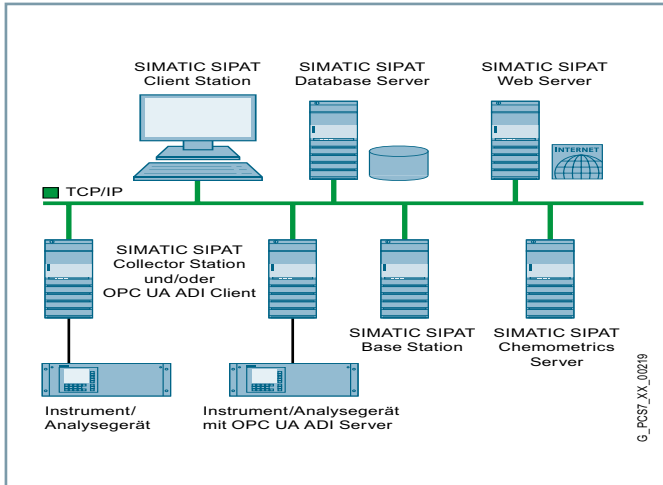 SIMATIC SIPAT
Client Station
SIMATIC SIPAT
Database Server
SIMATIC SIPAT
Web Server
INTERNET
TCP/IP
SIMATIC SIPAT
Collector Station
und/oder
OPC UA ADI Client
SIMATIC SIPAT
Base Station
SIMATIC SIPAT
Chemometrics
Server
Instrument/
Analysegerät
Instrument/Analysegerät
mit OPC UA ADI Server
G_PCS7_XX_00219